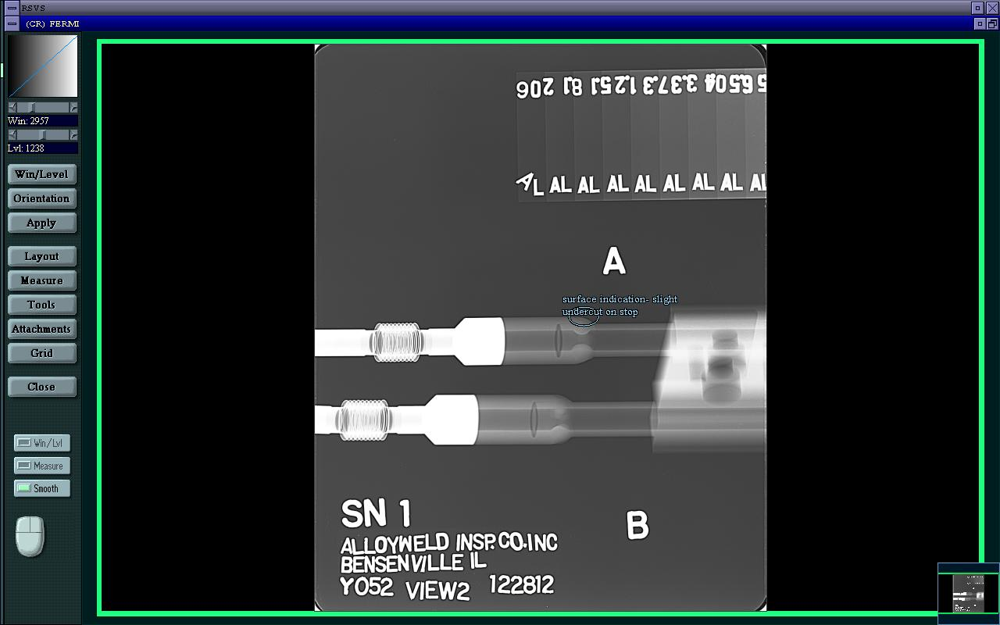 RSVS
(CR) FERMI
Win: 2957
Lvl: 1238
Win/Level
Orientation
Apply
Layout
Measure
Tools
Attachments
Grid
Close
Win/Lvl
Measure
Smooth
AL AL AL AL AL AL AL AL AL
A
surface indication- slight
undercut on stop
SN 1
B
ALLOYWELD INSP. CO. INC
BENSENVILLE IL
Y052 VIEW2 122812